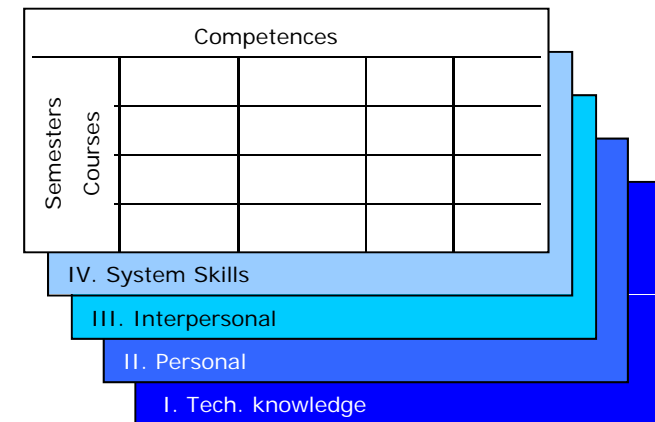 Competences
Semesters
Courses
IV. System Skills
III. Interpersonal
II. Personal
I. Tech. knowledge